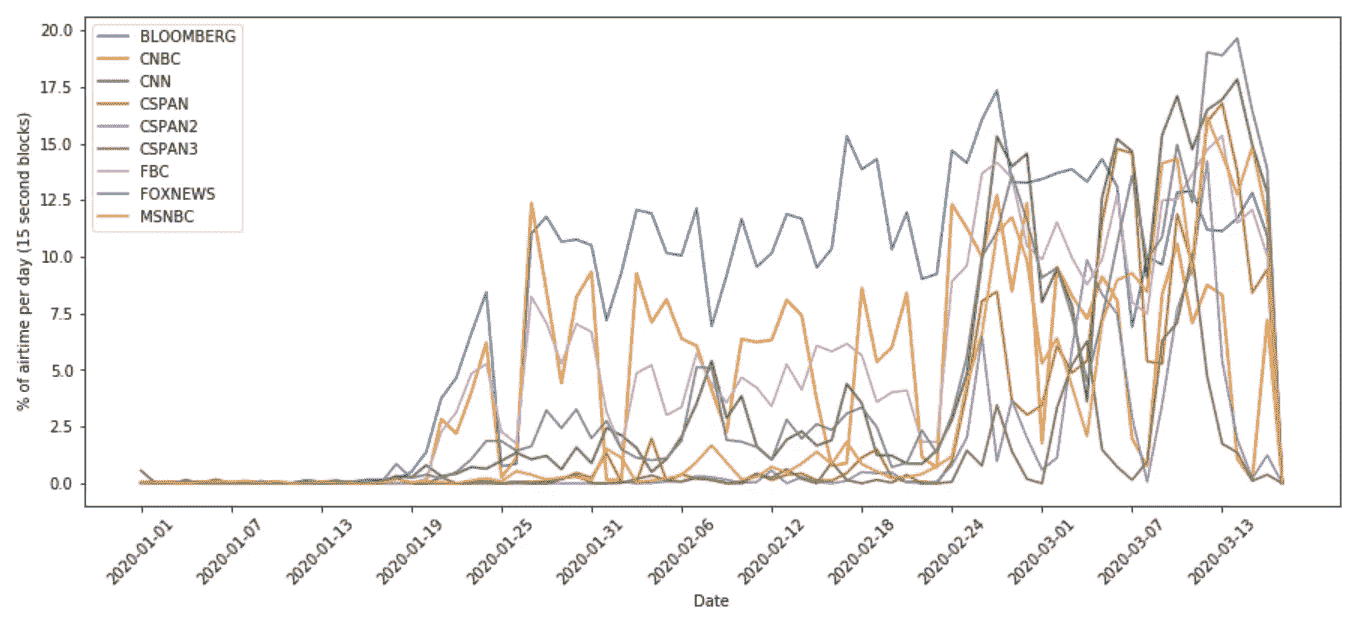 20.0
17.5
15.0
12.5
10.0
7.5
5.0
2.5
0.0
% of airtime per day (15 second blocks)
BLOOMBERG
CNBC
CNN
CSPAN
CSPAN2
CSPAN3
FBC
FOXNEWS
MSNBC
2020-01-01
2020-01-07
2020-01-13
2020-01-19
2020-01-25
2020-01-31
2020-02-06
2020-02-12
2020-02-18
2020-02-24
2020-03-01
2020-03-07
2020-03-13
Date